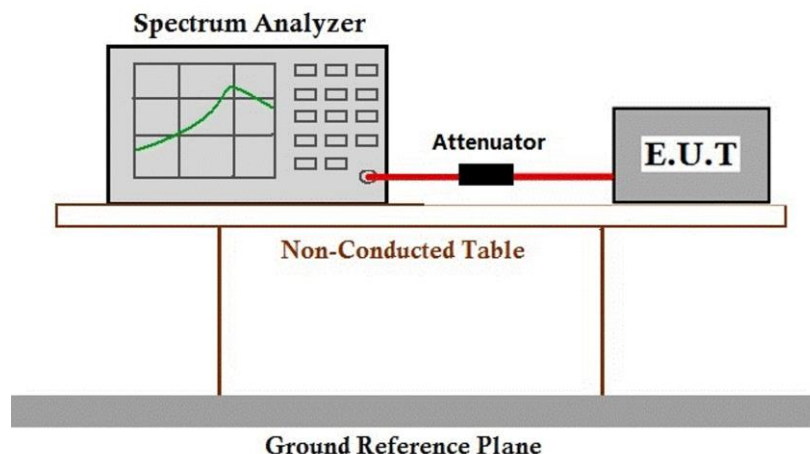 Spectrum Analyzer
Attenuator
E.U.T
Non-Conducted Table
Ground Reference Plane